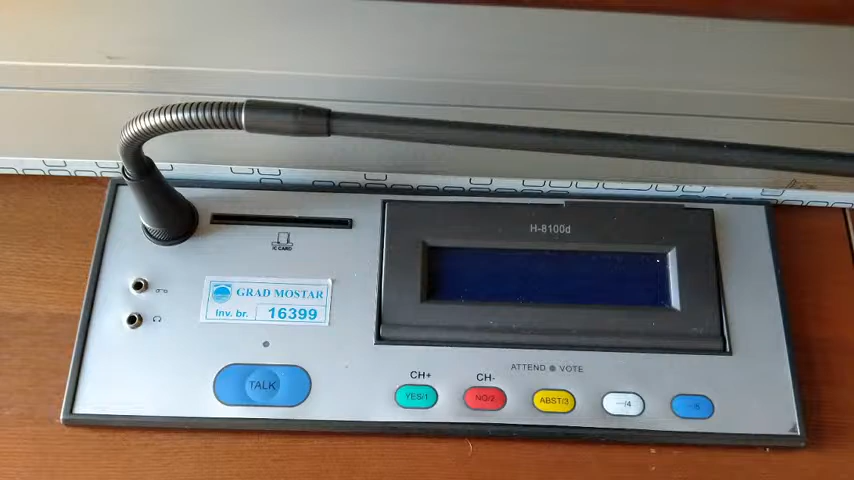 H-8100d
IC CARD
GRAD MOSTAR
Inv. br. 16399
ATTEND VOTE
CH+
CH-
TALK
YES/1
NO/2
ABST/3
--/4
--/5